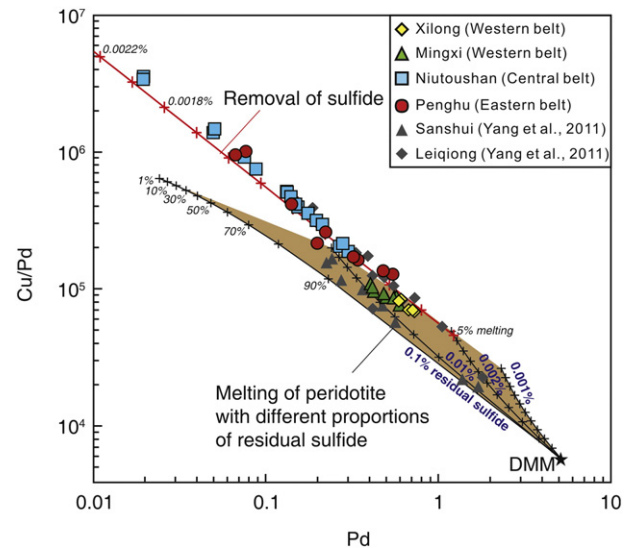 10⁷
10⁶
10⁵
10⁴
Cu/Pd
0.01
0.1
1
10
Pd
Xilong (Western belt)
Mingxi (Western belt)
Niutoushan (Central belt)
Penghu (Eastern belt)
Sanshui (Yang et al., 2011)
Leiqiong (Yang et al., 2011)
0.0022%
0.0018%
Removal of sulfide
1%
10%
30%
50%
70%
90%
5% melting
0.001%
0.002%
0.01%
0.1% residual sulfide
Melting of peridotite
with different proportions
of residual sulfide
DMM